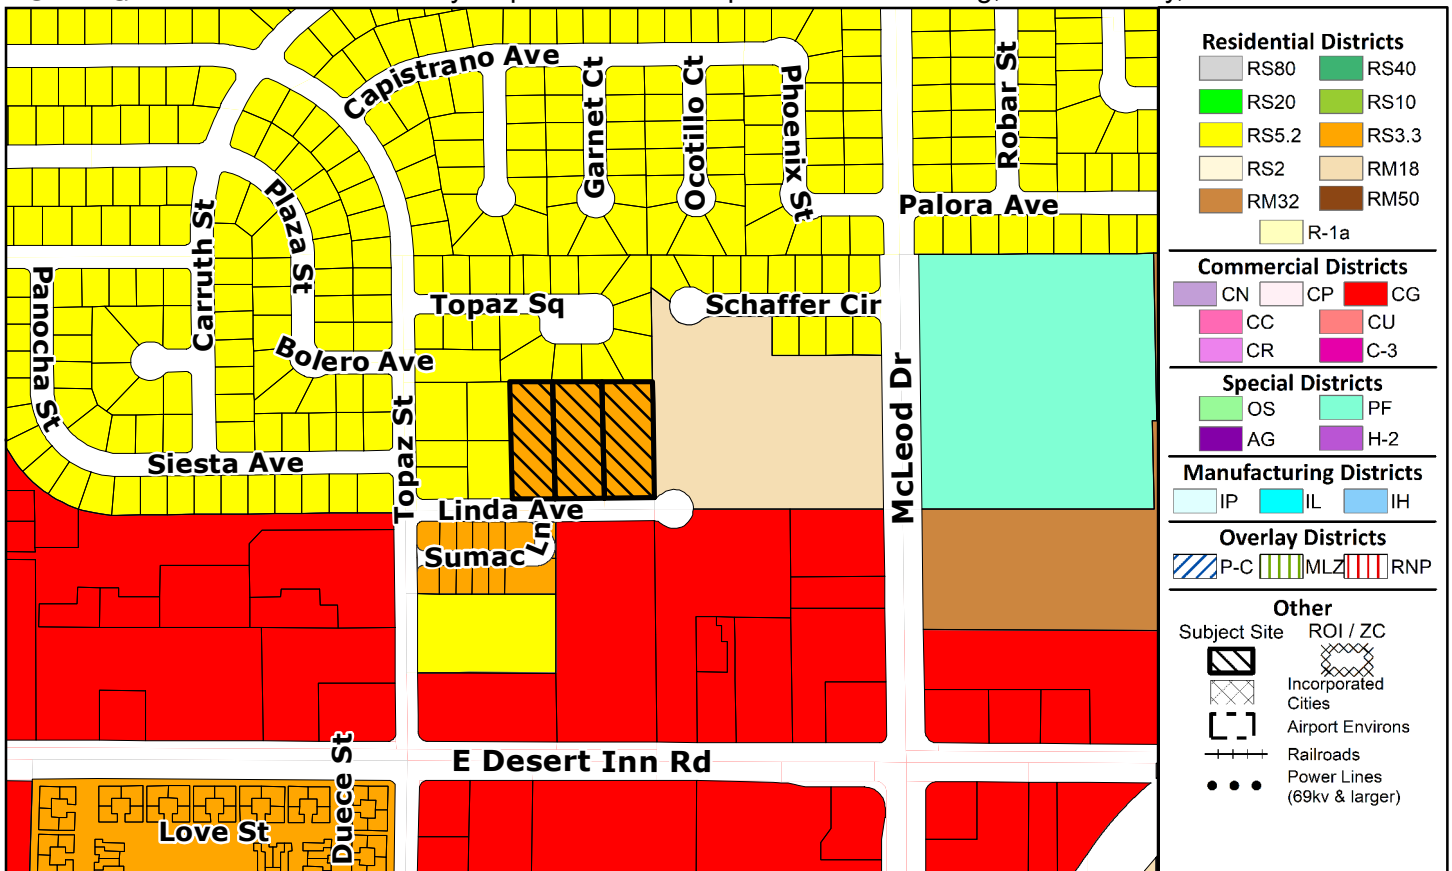 Capistrano Ave
Garnet Ct
Ocotillo Ct
Phoenix St
Robar St
Palora Ave
Plaza St
Carruth St
Panocha St
Topaz Sq
Schaffer Cir
Bolero Ave
McLeod Dr
Topaz St
Siesta Ave
Linda Ave
Sumac Ln
E Desert Inn Rd
Duece St
Love St
Residential Districts
RS80 RS40
RS20 RS10
RS5.2 RS3.3
RS2 RM18
RM32 RM50
R-1a
Commercial Districts
CN CP CG
CC CU
CR C-3
Special Districts
OS PF
AG H-2
Manufacturing Districts
IP IL IH
Overlay Districts
P-C MLZ RNP
Other
Subject Site ROI / ZC
Incorporated
Cities
Airport Environs
Railroads
Power Lines
(69kv & larger)